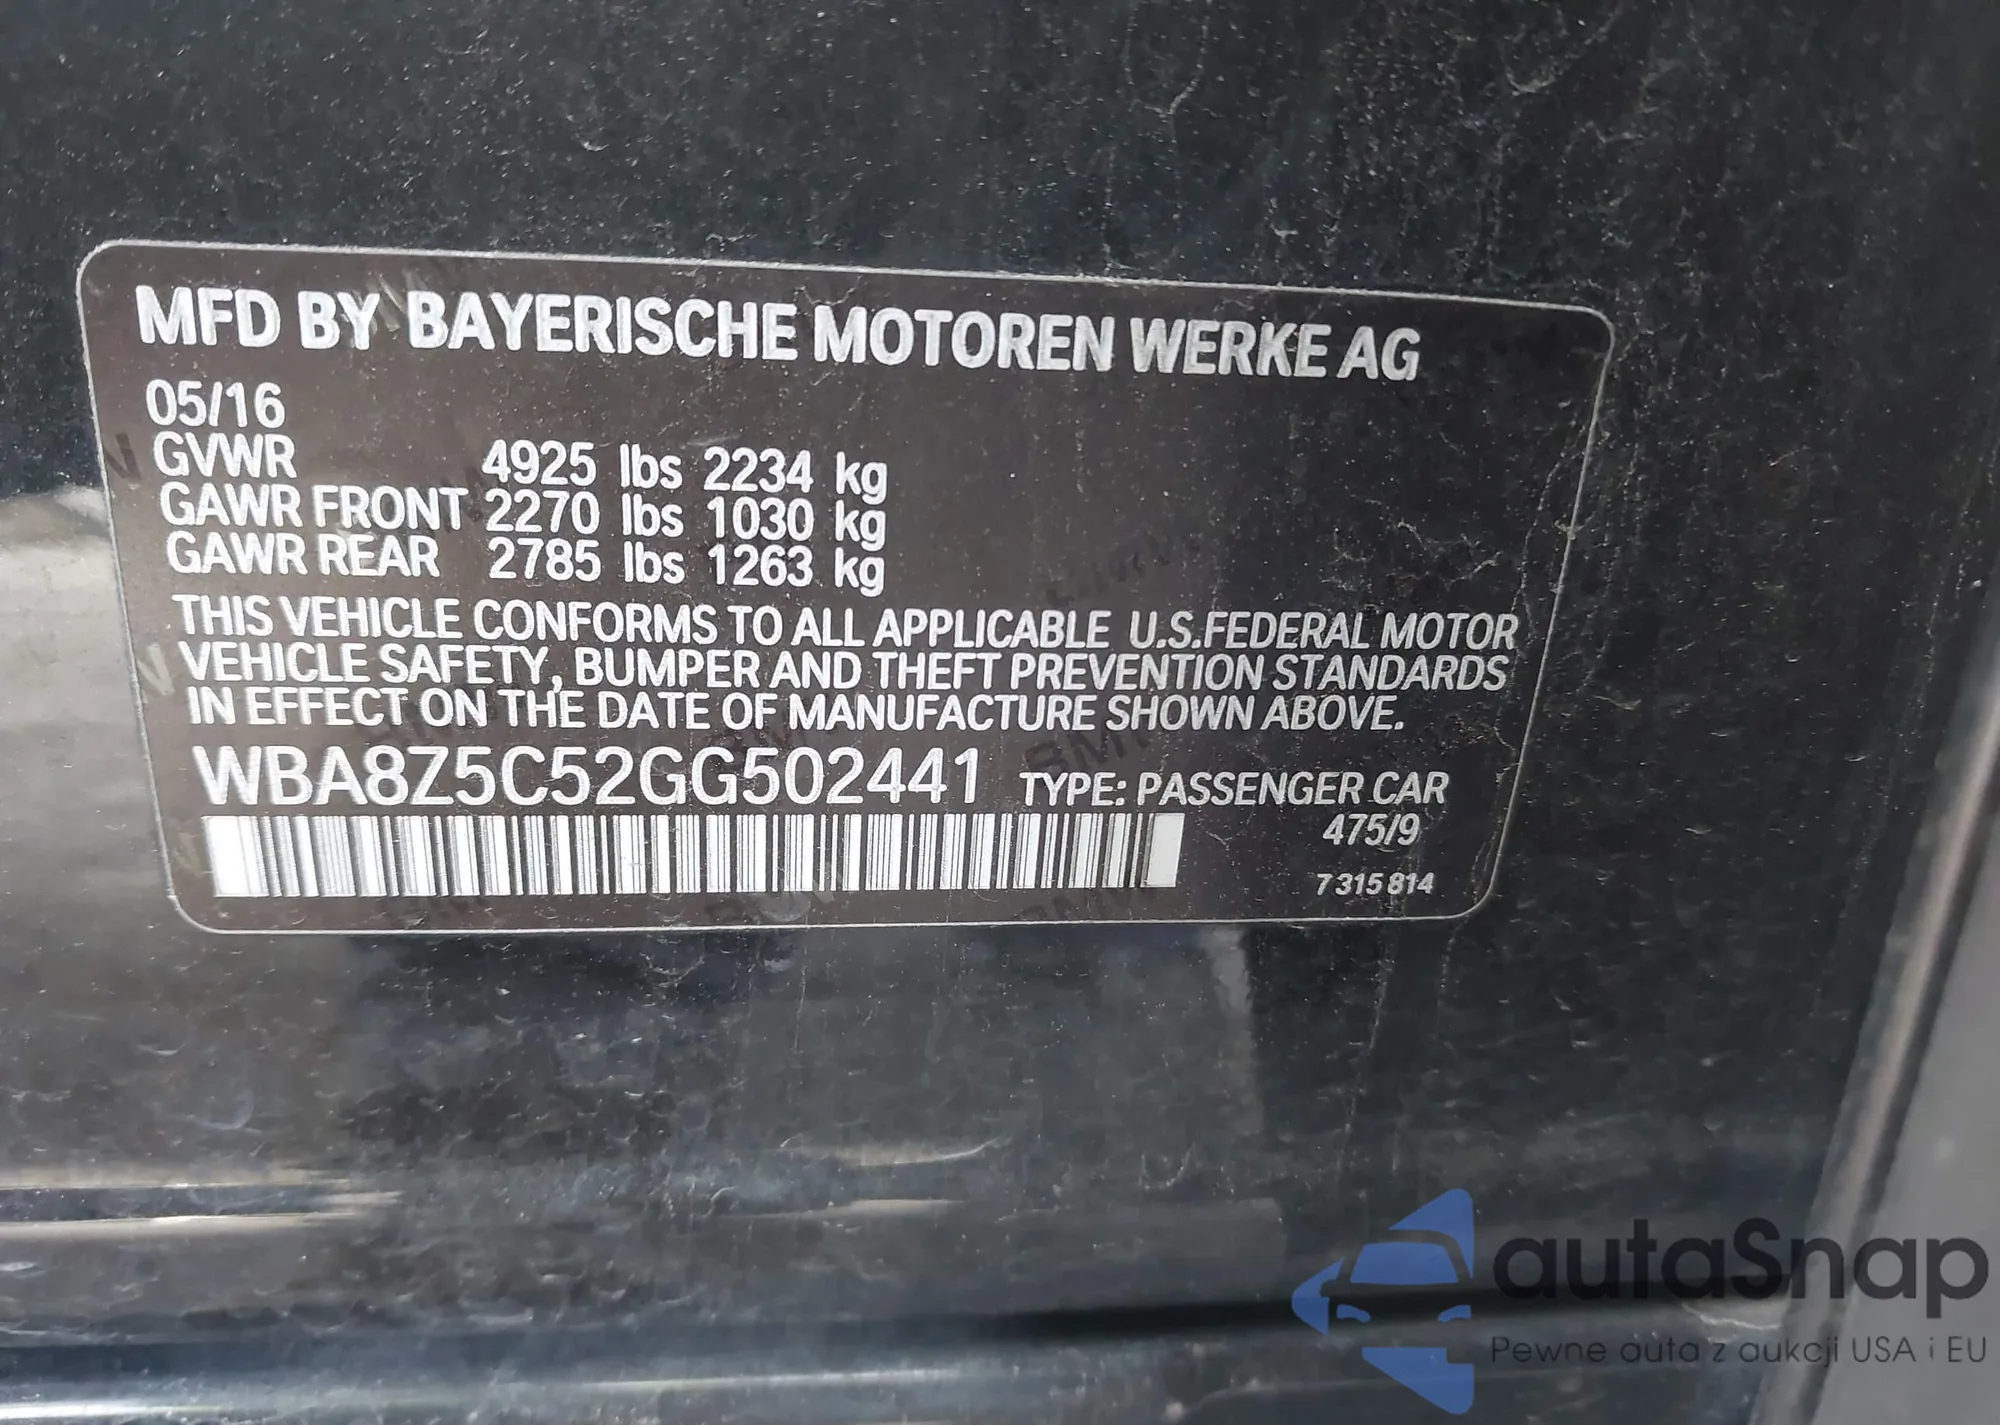 MFD BY BAYERISCHE MOTOREN WERKE AG
05/16
GVWR 4925 lbs 2234 kg
GAWR FRONT 2270 lbs 1030 kg
GAWR REAR 2785 lbs 1263 kg
THIS VEHICLE CONFORMS TO ALL APPLICABLE U.S.FEDERAL MOTOR
VEHICLE SAFETY, BUMPER AND THEFT PREVENTION STANDARDS
IN EFFECT ON THE DATE OF MANUFACTURE SHOWN ABOVE.
WBA8Z5C52GG502441 TYPE: PASSENGER CAR
475/9
7315814
autaSnap
Pewne auta z aukcji USA i EU